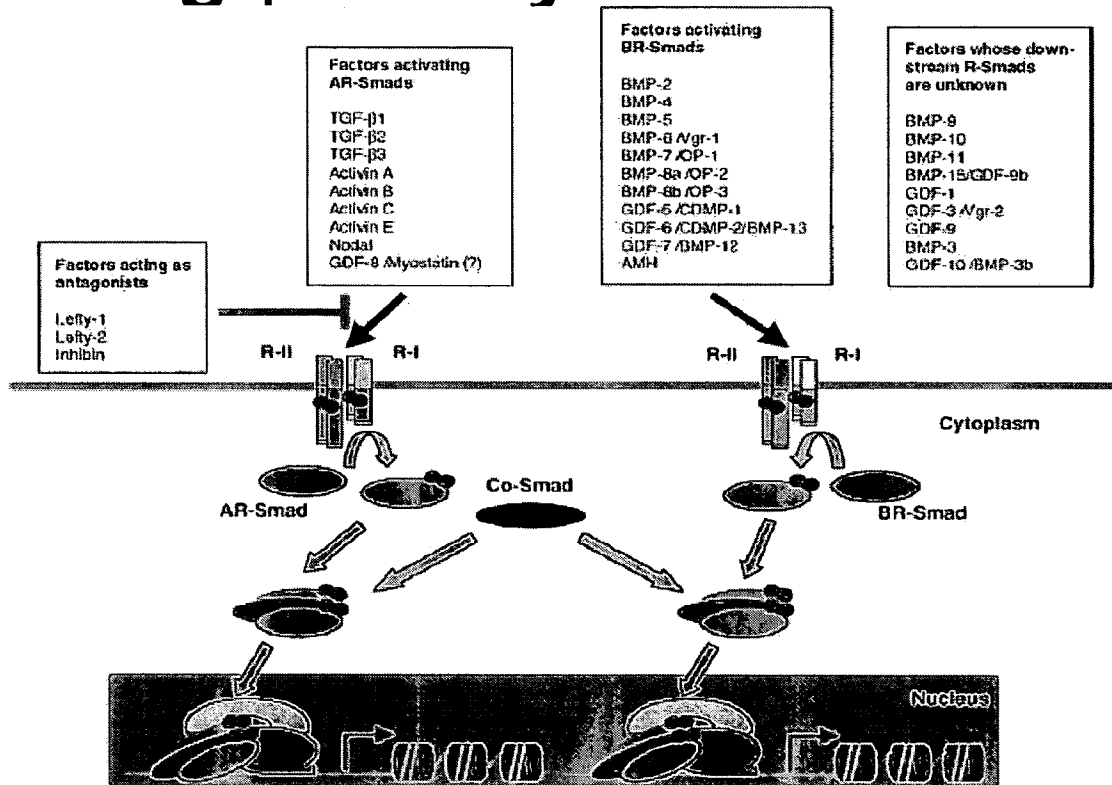 Factors activating
AR-Smads
TGF-β1
TGF-β2
TGF-β3
Activin A
Activin B
Activin C
Activin E
Nodal
GDF-8 /Myostatin (?)
Factors activating
BR-Smads
BMP-2
BMP-4
BMP-5
BMP-6 /Vgr-1
BMP-7 /OP-1
BMP-8a /OP-2
BMP-8b /OP-3
GDF-5 /CDMP-1
GDF-6 /CDMP-2/BMP-13
GDF-7 /BMP-12
AMH
Factors whose down-
stream R-Smads
are unknown
BMP-9
BMP-10
BMP-11
BMP-15/GDF-9b
GDF-1
GDF-3 /Vgr-2
GDF-9
BMP-3
GDF-10 /BMP-3b
Factors acting as
antagonists
Lefty-1
Lefty-2
Inhibin
R-II
R-I
R-II
R-I
Cytoplasm
AR-Smad
Co-Smad
BR-Smad
Nucleus